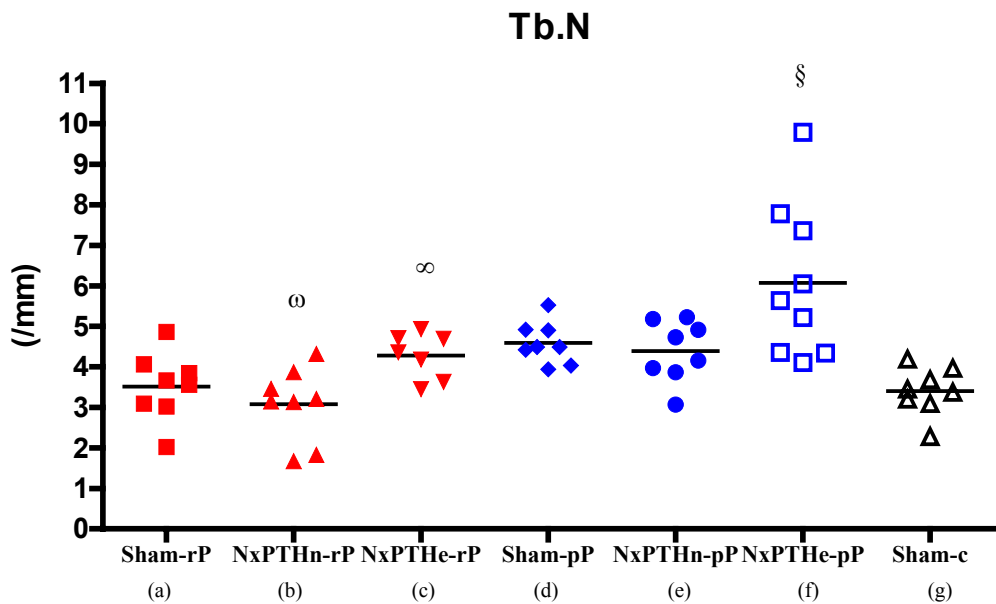 Tb.N
(/mm)
11
10
9
8
7
6
5
4
3
2
1
0
§
∞
ω
Sham-rP NxPTHn-rP NxPTHe-rP Sham-pP NxPTHn-pP NxPTHe-pP Sham-c
(a) (b) (c) (d) (e) (f) (g)